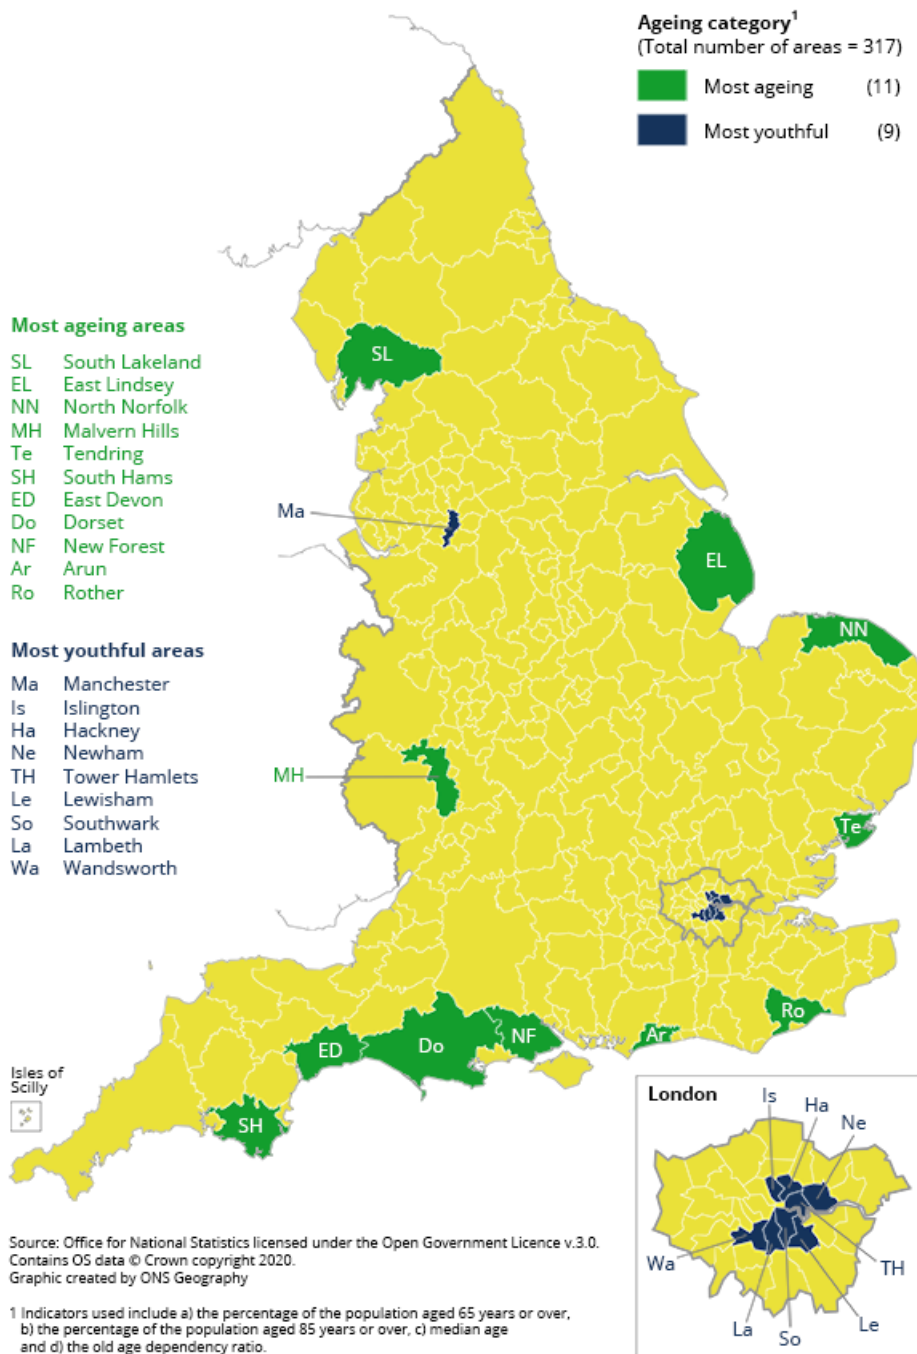 Ageing category1
(Total number of areas = 317)
Most ageing (11)
Most youthful (9)
Most ageing areas
SL South Lakeland
EL East Lindsey
NN North Norfolk
MH Malvern Hills
Te Tendring
SH South Hams
ED East Devon
Do Dorset
NF New Forest
Ar Arun
Ro Rother
Most youthful areas
Ma Manchester
Is Islington
Ha Hackney
Ne Newham
TH Tower Hamlets
Le Lewisham
So Southwark
La Lambeth
Wa Wandsworth
SL
Ma
EL
NN
MH
Te
Ro
Ar
NF
Do
ED
SH
Isles of
Scilly
London
Is
Ha
Ne
Wa
TH
La
So
Le
Source: Office for National Statistics licensed under the Open Government Licence v.3.0.
Contains OS data © Crown copyright 2020.
Graphic created by ONS Geography
1 Indicators used include a) the percentage of the population aged 65 years or over,
b) the percentage of the population aged 85 years or over, c) median age
and d) the old age dependency ratio.